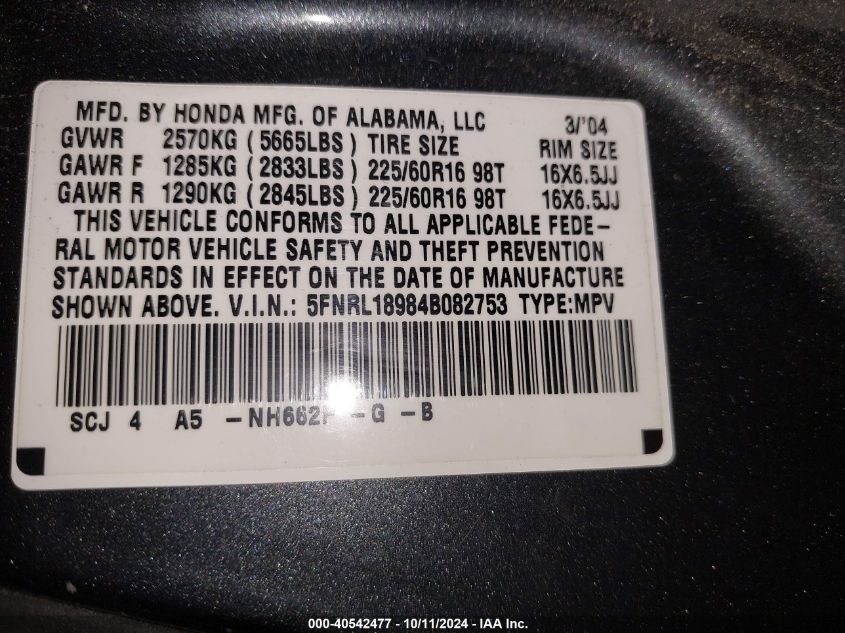 MFD. BY HONDA MFG. OF ALABAMA, LLC 3/'04
GVWR 2570KG (5665LBS) TIRE SIZE RIM SIZE
GAWR F 1285KG (2833LBS) 225/60R16 98T 16X6.5JJ
GAWR R 1290KG (2845LBS) 225/60R16 98T 16X6.5JJ
THIS VEHICLE CONFORMS TO ALL APPLICABLE FEDE-
RAL MOTOR VEHICLE SAFETY AND THEFT PREVENTION
STANDARDS IN EFFECT ON THE DATE OF MANUFACTURE
SHOWN ABOVE. V.I.N.: 5FNRL18984B082753 TYPE:MPV
SCJ 4 A5 -NH662P -G -B
000-40542477 - 10/11/2024 - IAA Inc.